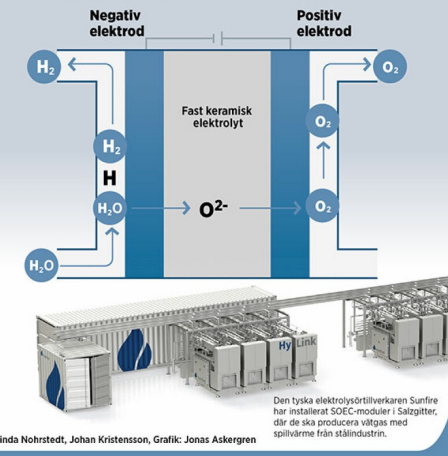 Negativ
elektrod
Positiv
elektrod
H₂
O₂
Fast keramisk
elektrolyt
O₂
H₂
H
H₂O
O²⁻
O₂
H₂O
Hy Link
Den tyska elektrolysörtillverkaren Sunfire
har installerat SOEC-moduler i Salzgitter,
där de ska producera vätgas med
spillvärme från stålindustrin.
inda Nohrstedt, Johan Kristensson, Grafik: Jonas Askergren